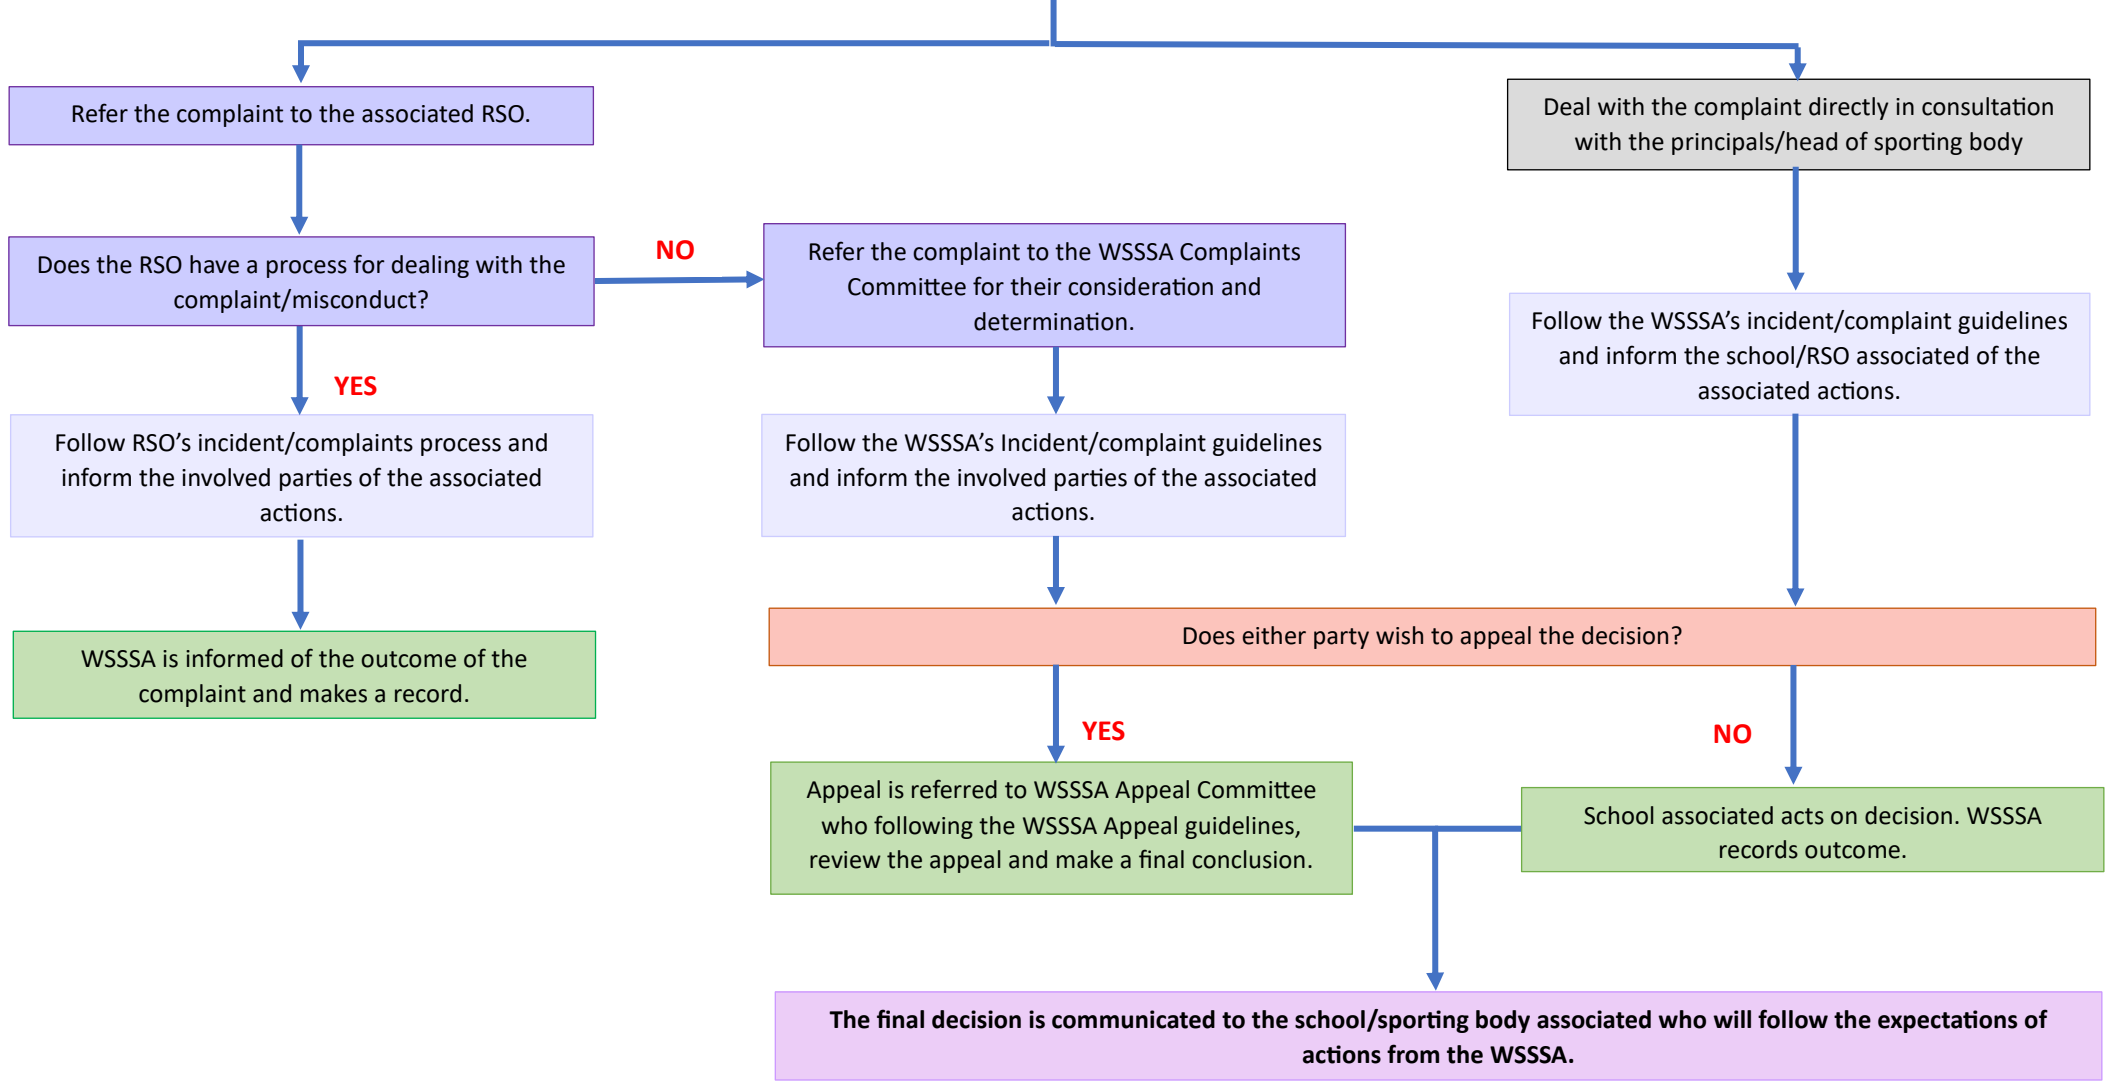 Refer the complaint to the associated RSO.
Deal with the complaint directly in consultation
with the principals/head of sporting body
Does the RSO have a process for dealing with the
complaint/misconduct?
NO
Refer the complaint to the WSSSA Complaints
Committee for their consideration and
determination.
Follow the WSSSA’s incident/complaint guidelines
and inform the school/RSO associated of the
associated actions.
YES
Follow RSO’s incident/complaints process and
inform the involved parties of the associated
actions.
Follow the WSSSA’s Incident/complaint guidelines
and inform the involved parties of the associated
actions.
WSSSA is informed of the outcome of the
complaint and makes a record.
Does either party wish to appeal the decision?
YES
NO
Appeal is referred to WSSSA Appeal Committee
who following the WSSSA Appeal guidelines,
review the appeal and make a final conclusion.
School associated acts on decision. WSSSA
records outcome.
The final decision is communicated to the school/sporting body associated who will follow the expectations of
actions from the WSSSA.